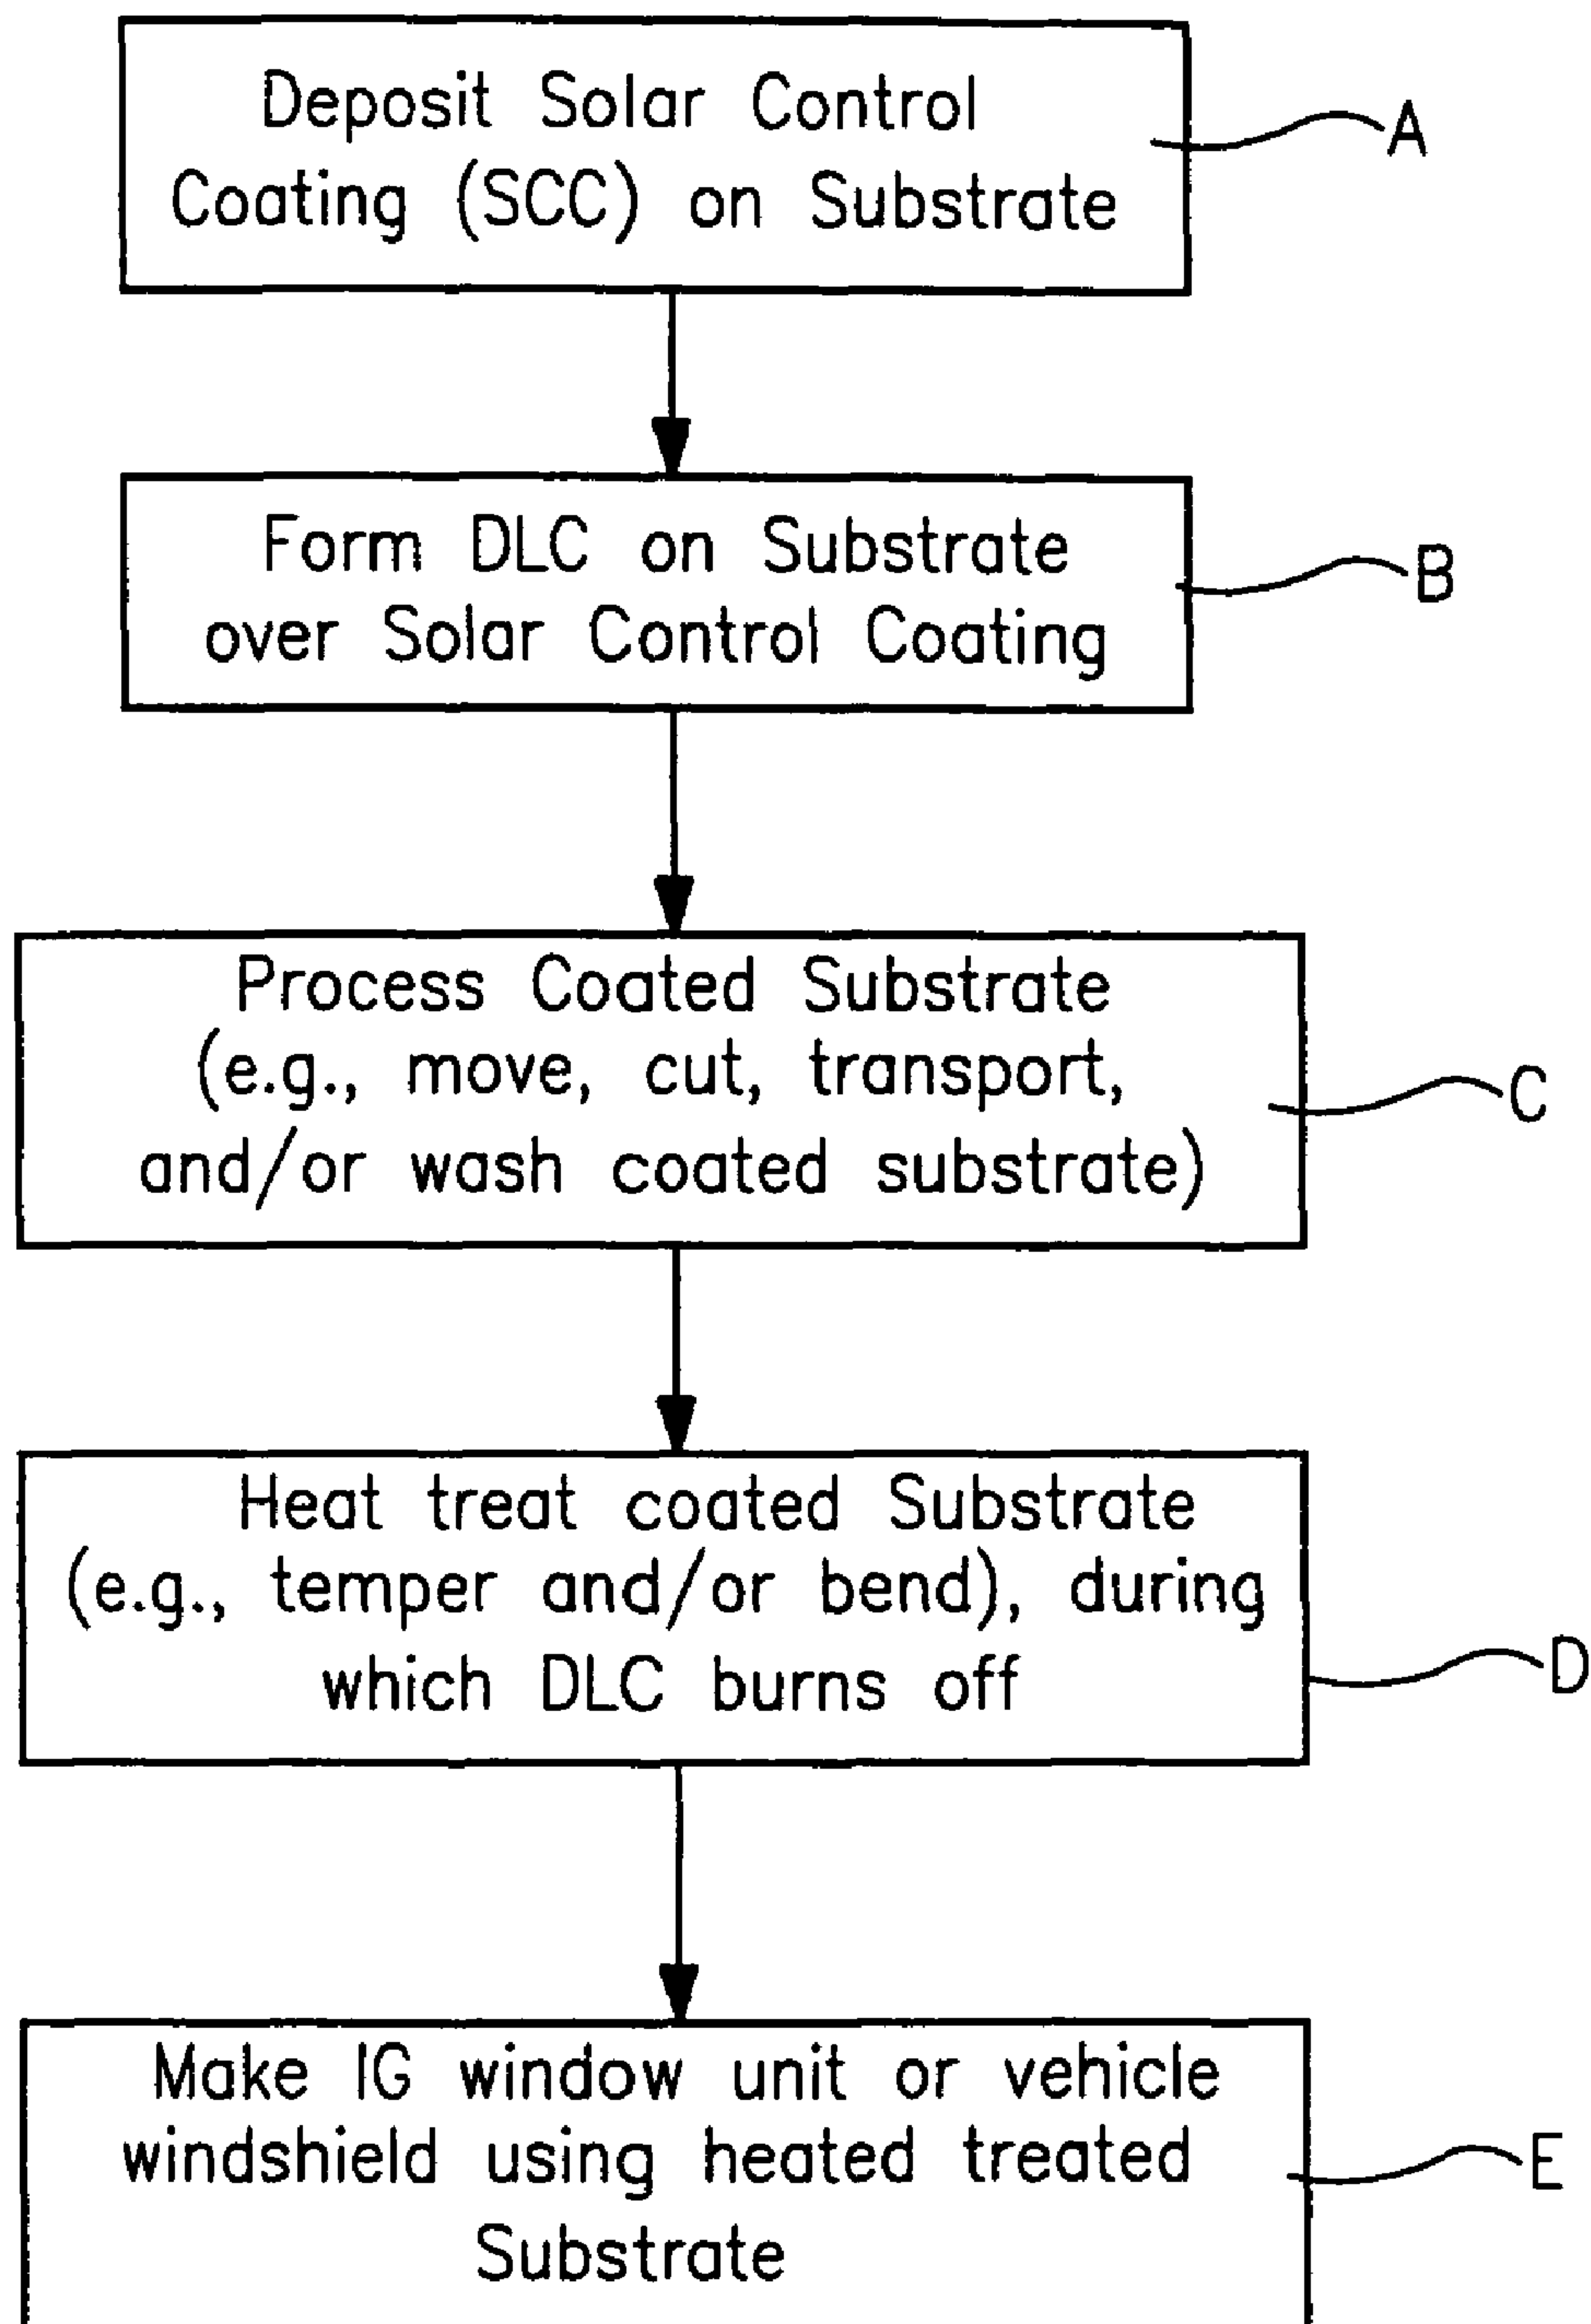 Deposit Solar Control
Coating (SCC) on Substrate
A
Form DLC on Substrate
over Solar Control Coating
B
Process Coated Substrate
(e.g., move, cut, transport,
and/or wash coated substrate)
C
Heat treat coated Substrate
(e.g., temper and/or bend), during
which DLC burns off
D
Make IG window unit or vehicle
windshield using heated treated
Substrate
E